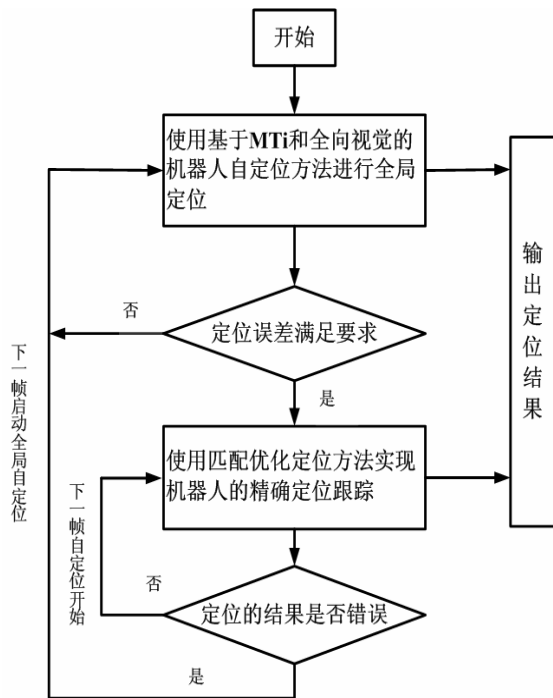 开始
使用基于MTi和全向视觉的
机器人自定位方法进行全局
定位
输出定位结果
否
定位误差满足要求
是
下一帧启动全局自定位
使用匹配优化定位方法实现
机器人的精确定位跟踪
下一帧自定位开始
否
定位的结果是否错误
是